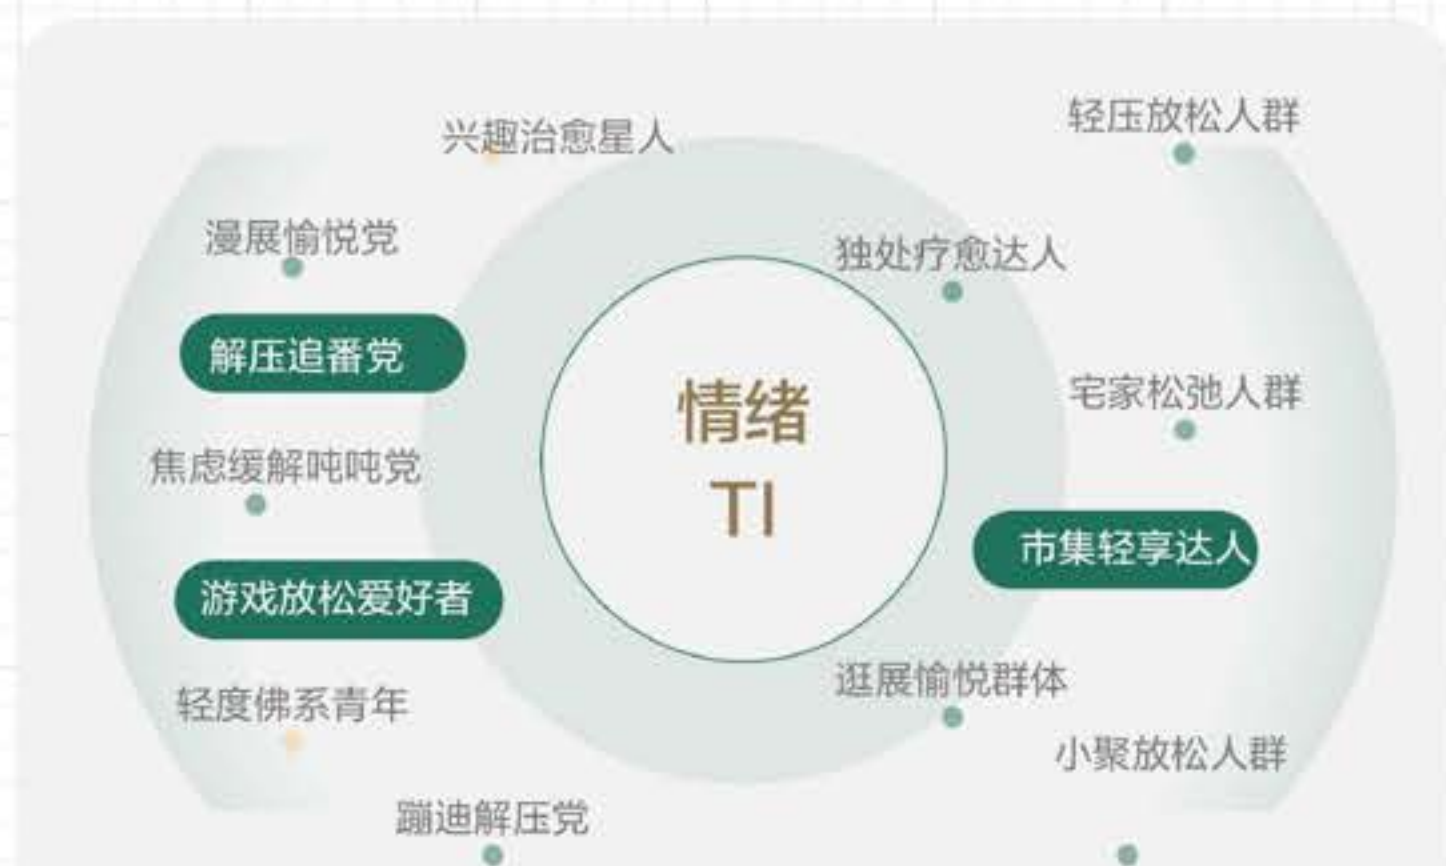 轻压放松人群
兴趣治愈星人
漫展愉悦党
独处疗愈达人
解压追番党
宅家松弛人群
情绪
TI
焦虑缓解吨吨党
市集轻享达人
游戏放松爱好者
逛展愉悦群体
轻度佛系青年
小聚放松人群
蹦迪解压党